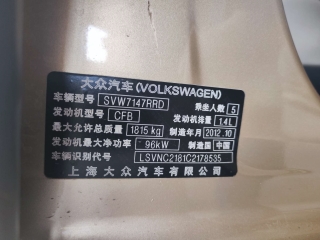 大众汽车(VOLKSWAGEN)
车辆型号 SVW7147RRD 乘坐人数 5
发动机型号 CFB 发动机排量 1.4L
最大允许总质量 1815 kg 制造年月 2012.10
发动机最大净功率 96kW 制造国 中国
车辆识别代号 LSVNC2181C2178535
上海大众汽车有限公司